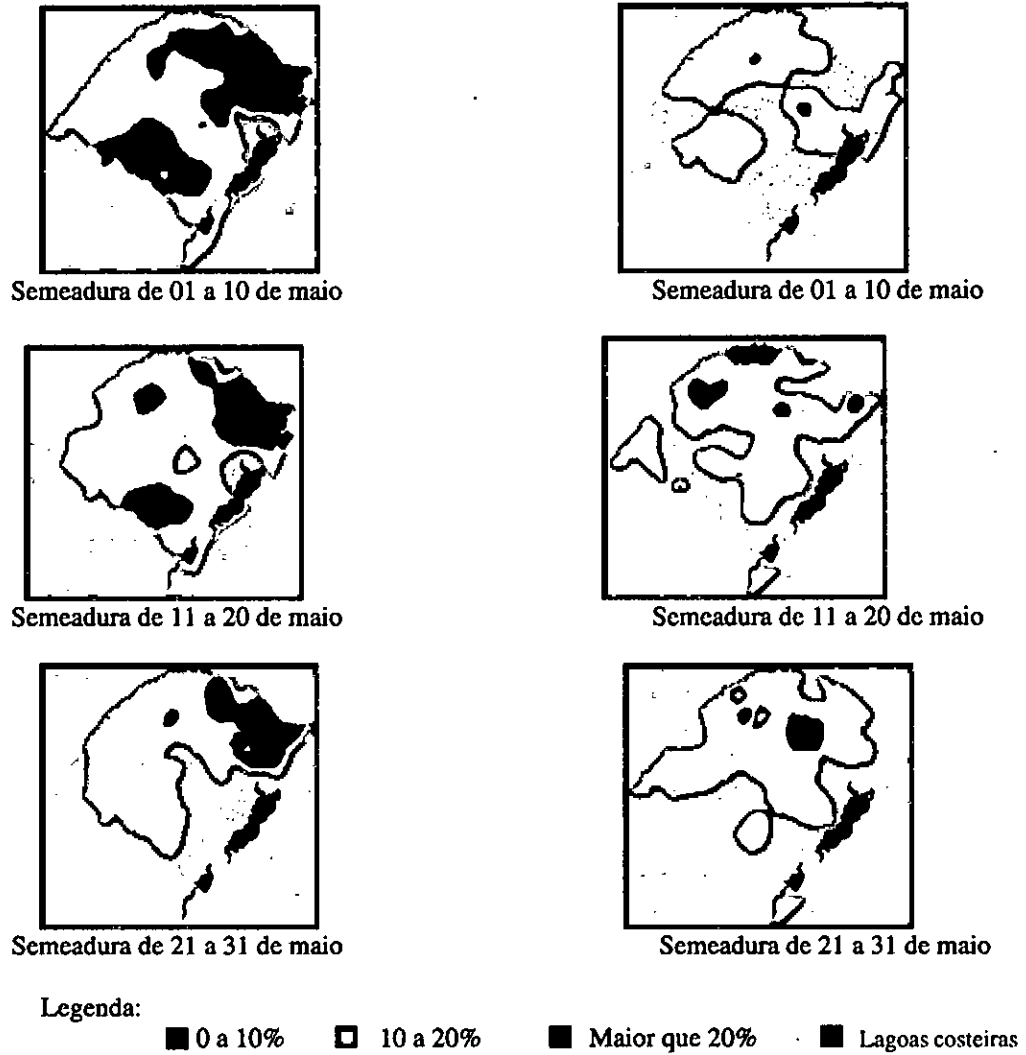 Semeadura de 01 a 10 de maio
Semeadura de 01 a 10 de maio
Semeadura de 11 a 20 de maio
Semeadura de 11 a 20 de maio
Semeadura de 21 a 31 de maio
Semeadura de 21 a 31 de maio
Legenda:
0 a 10% 10 a 20% Maior que 20% Lagoas costeiras